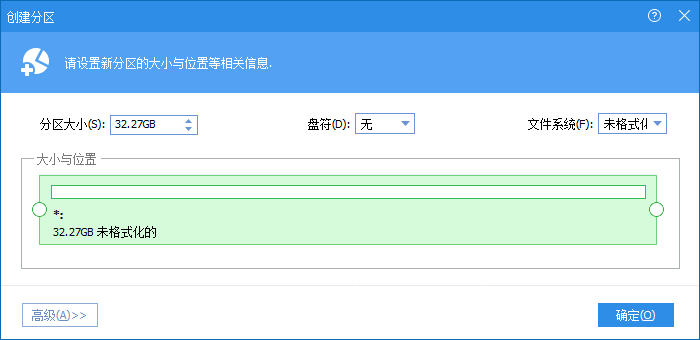 创建分区
请设置新分区的大小与位置等相关信息.
分区大小(S): 32.27GB 盘符(D): 无 文件系统(F): 未格式化
大小与位置
*:
32.27GB 未格式化的
高级(A)>> 确定(O)